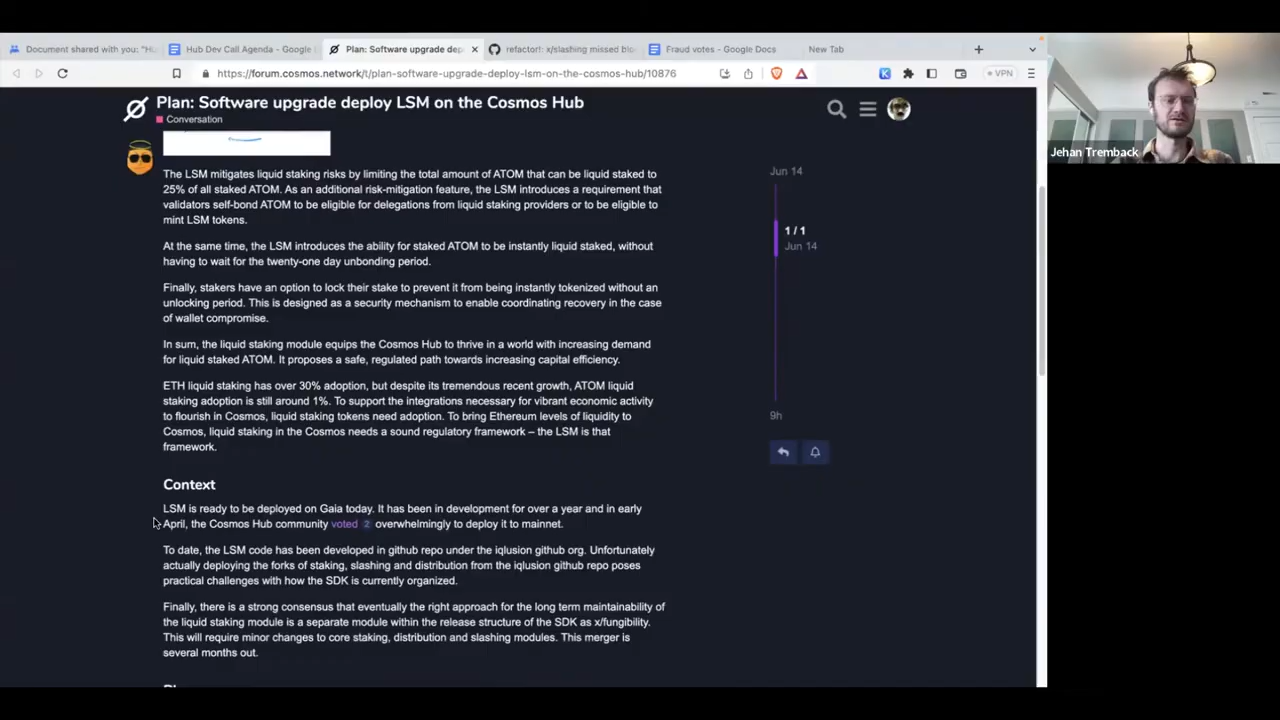 Document shared with you: "Hu
Hub Dev Call Agenda - Google
Plan: Software upgrade dep
refactor!: x/slashing missed blo
Fraud votes - Google Docs
New Tab
https://forum.cosmos.network/t/plan-software-upgrade-deploy-lsm-on-the-cosmos-hub/10876
VPN
Plan: Software upgrade deploy LSM on the Cosmos Hub
Conversation
The LSM mitigates liquid staking risks by limiting the total amount of ATOM that can be liquid staked to
25% of all staked ATOM. As an additional risk-mitigation feature, the LSM introduces a requirement that
validators self-bond ATOM to be eligible for delegations from liquid staking providers or to be eligible to
mint LSM tokens.
At the same time, the LSM introduces the ability for staked ATOM to be instantly liquid staked, without
having to wait for the twenty-one day unbonding period.
Finally, stakers have an option to lock their stake to prevent it from being instantly tokenized without an
unlocking period. This is designed as a security mechanism to enable coordinating recovery in the case
of wallet compromise.
In sum, the liquid staking module equips the Cosmos Hub to thrive in a world with increasing demand
for liquid staked ATOM. It proposes a safe, regulated path towards increasing capital efficiency.
ETH liquid staking has over 30% adoption, but despite its tremendous recent growth, ATOM liquid
staking adoption is still around 1%. To support the integrations necessary for vibrant economic activity
to flourish in Cosmos, liquid staking tokens need adoption. To bring Ethereum levels of liquidity to
Cosmos, liquid staking in the Cosmos needs a sound regulatory framework – the LSM is that
framework.
Context
LSM is ready to be deployed on Gaia today. It has been in development for over a year and in early
April, the Cosmos Hub community voted 2 overwhelmingly to deploy it to mainnet.
To date, the LSM code has been developed in github repo under the iqlusion github org. Unfortunately
actually deploying the forks of staking, slashing and distribution from the iqlusion github repo poses
practical challenges with how the SDK is currently organized.
Finally, there is a strong consensus that eventually the right approach for the long term maintainability of
the liquid staking module is a separate module within the release structure of the SDK as x/fungibility.
This will require minor changes to core staking, distribution and slashing modules. This merger is
several months out.
Jun 14
1 / 1
Jun 14
9h
Jehan Tremback